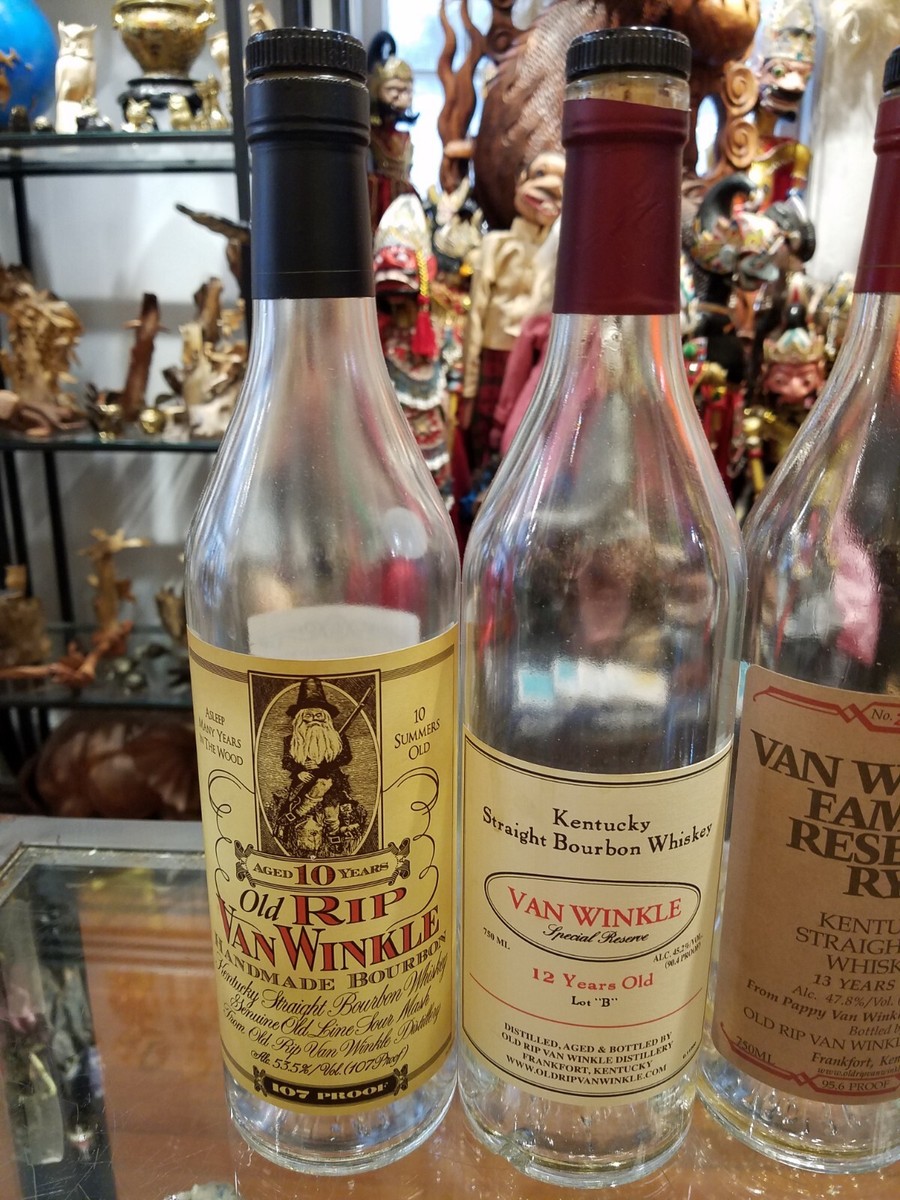 ASLEEP
MANY YEARS
IN THE WOOD
10
SUMMERS
OLD
AGED 10 YEARS
Old RIP
VAN WINKLE
HANDMADE BOURBON
Kentucky Straight Bourbon Whiskey
Genuine Old Line Sour Mash
From Old Rip Van Winkle Distillery
Alc. 53.5% / Vol. (107 Proof)
107 PROOF
Kentucky
Straight Bourbon Whiskey
VAN WINKLE
Special Reserve
750 ML
ALC. 45.2% VOL.
(90.4 PROOF)
12 Years Old
Lot "B"
DISTILLED, AGED & BOTTLED BY
OLD RIP VAN WINKLE DISTILLERY
FRANKFORT, KENTUCKY
WWW.OLDRIPVANWINKLE.COM
No.
VAN W
FAM
RESE
RY
KENTU
STRAIGH
WHISK
13 YEARS
Alc. 47.8%/Vol.
From Pappy Van Wink
Bottled b
OLD RIP VAN WINKL
Frankfort, Ken
750ML
www.oldripvanwinkl
95.6 PROOF